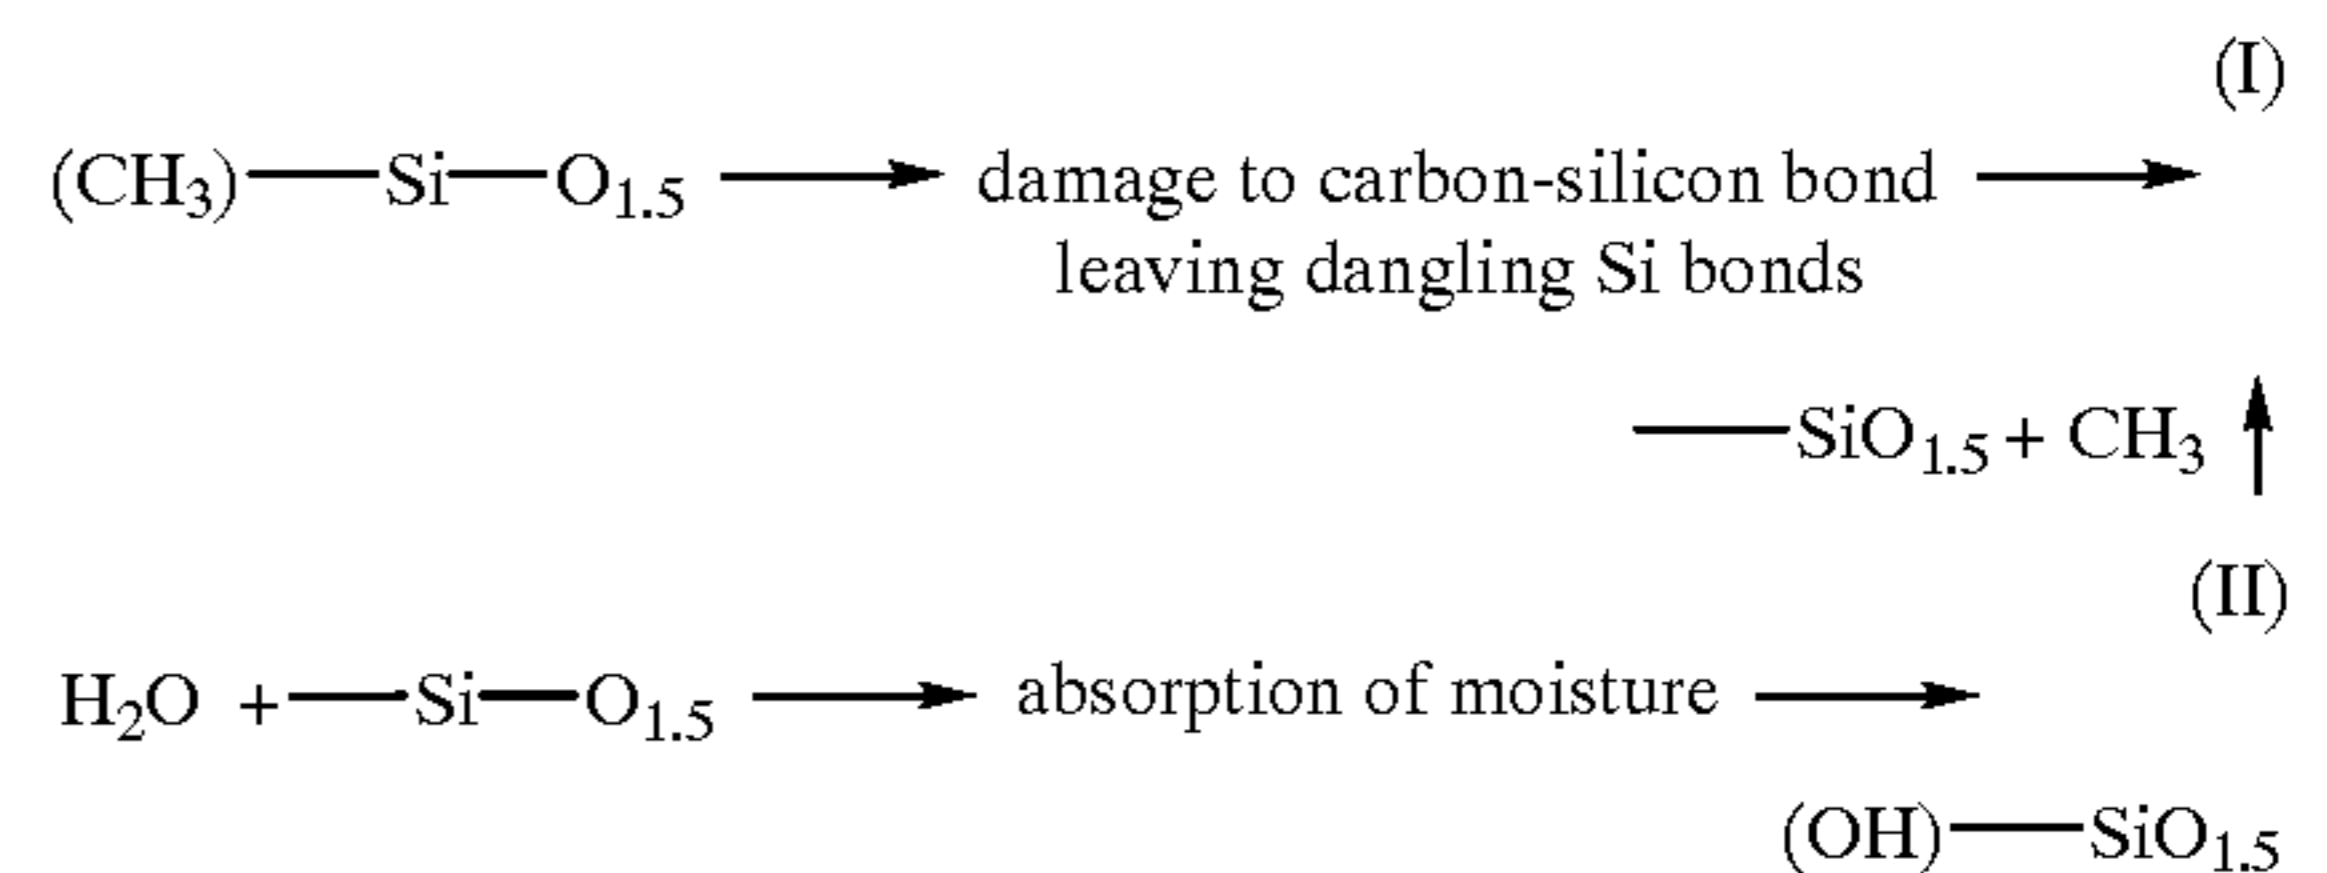 (I)
(CH₃)—Si—O₁.₅ ⟶ damage to carbon-silicon bond ⟶
leaving dangling Si bonds
—SiO₁.₅ + CH₃ ↑
(II)
H₂O + —Si—O₁.₅ ⟶ absorption of moisture ⟶
(OH)—SiO₁.₅